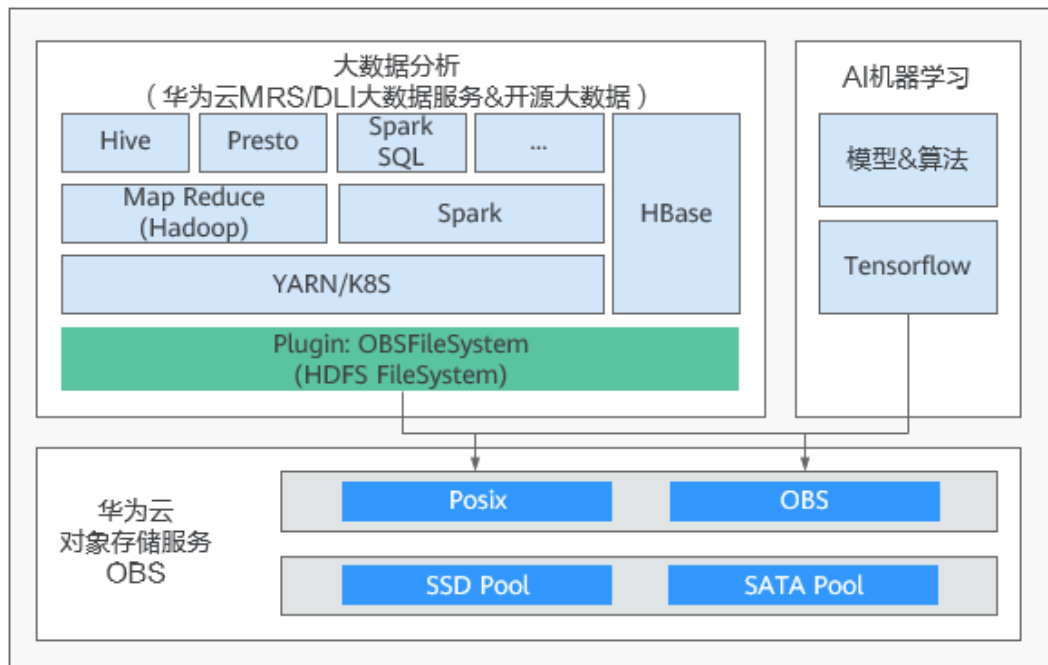 大数据分析
（华为云MRS/DLI大数据服务&开源大数据）
Hive
Presto
Spark
SQL
...
HBase
Map Reduce
(Hadoop)
Spark
YARN/K8S
Plugin: OBSFileSystem
(HDFS FileSystem)
AI机器学习
模型&算法
Tensorflow
华为云
对象存储服务
OBS
Posix
OBS
SSD Pool
SATA Pool